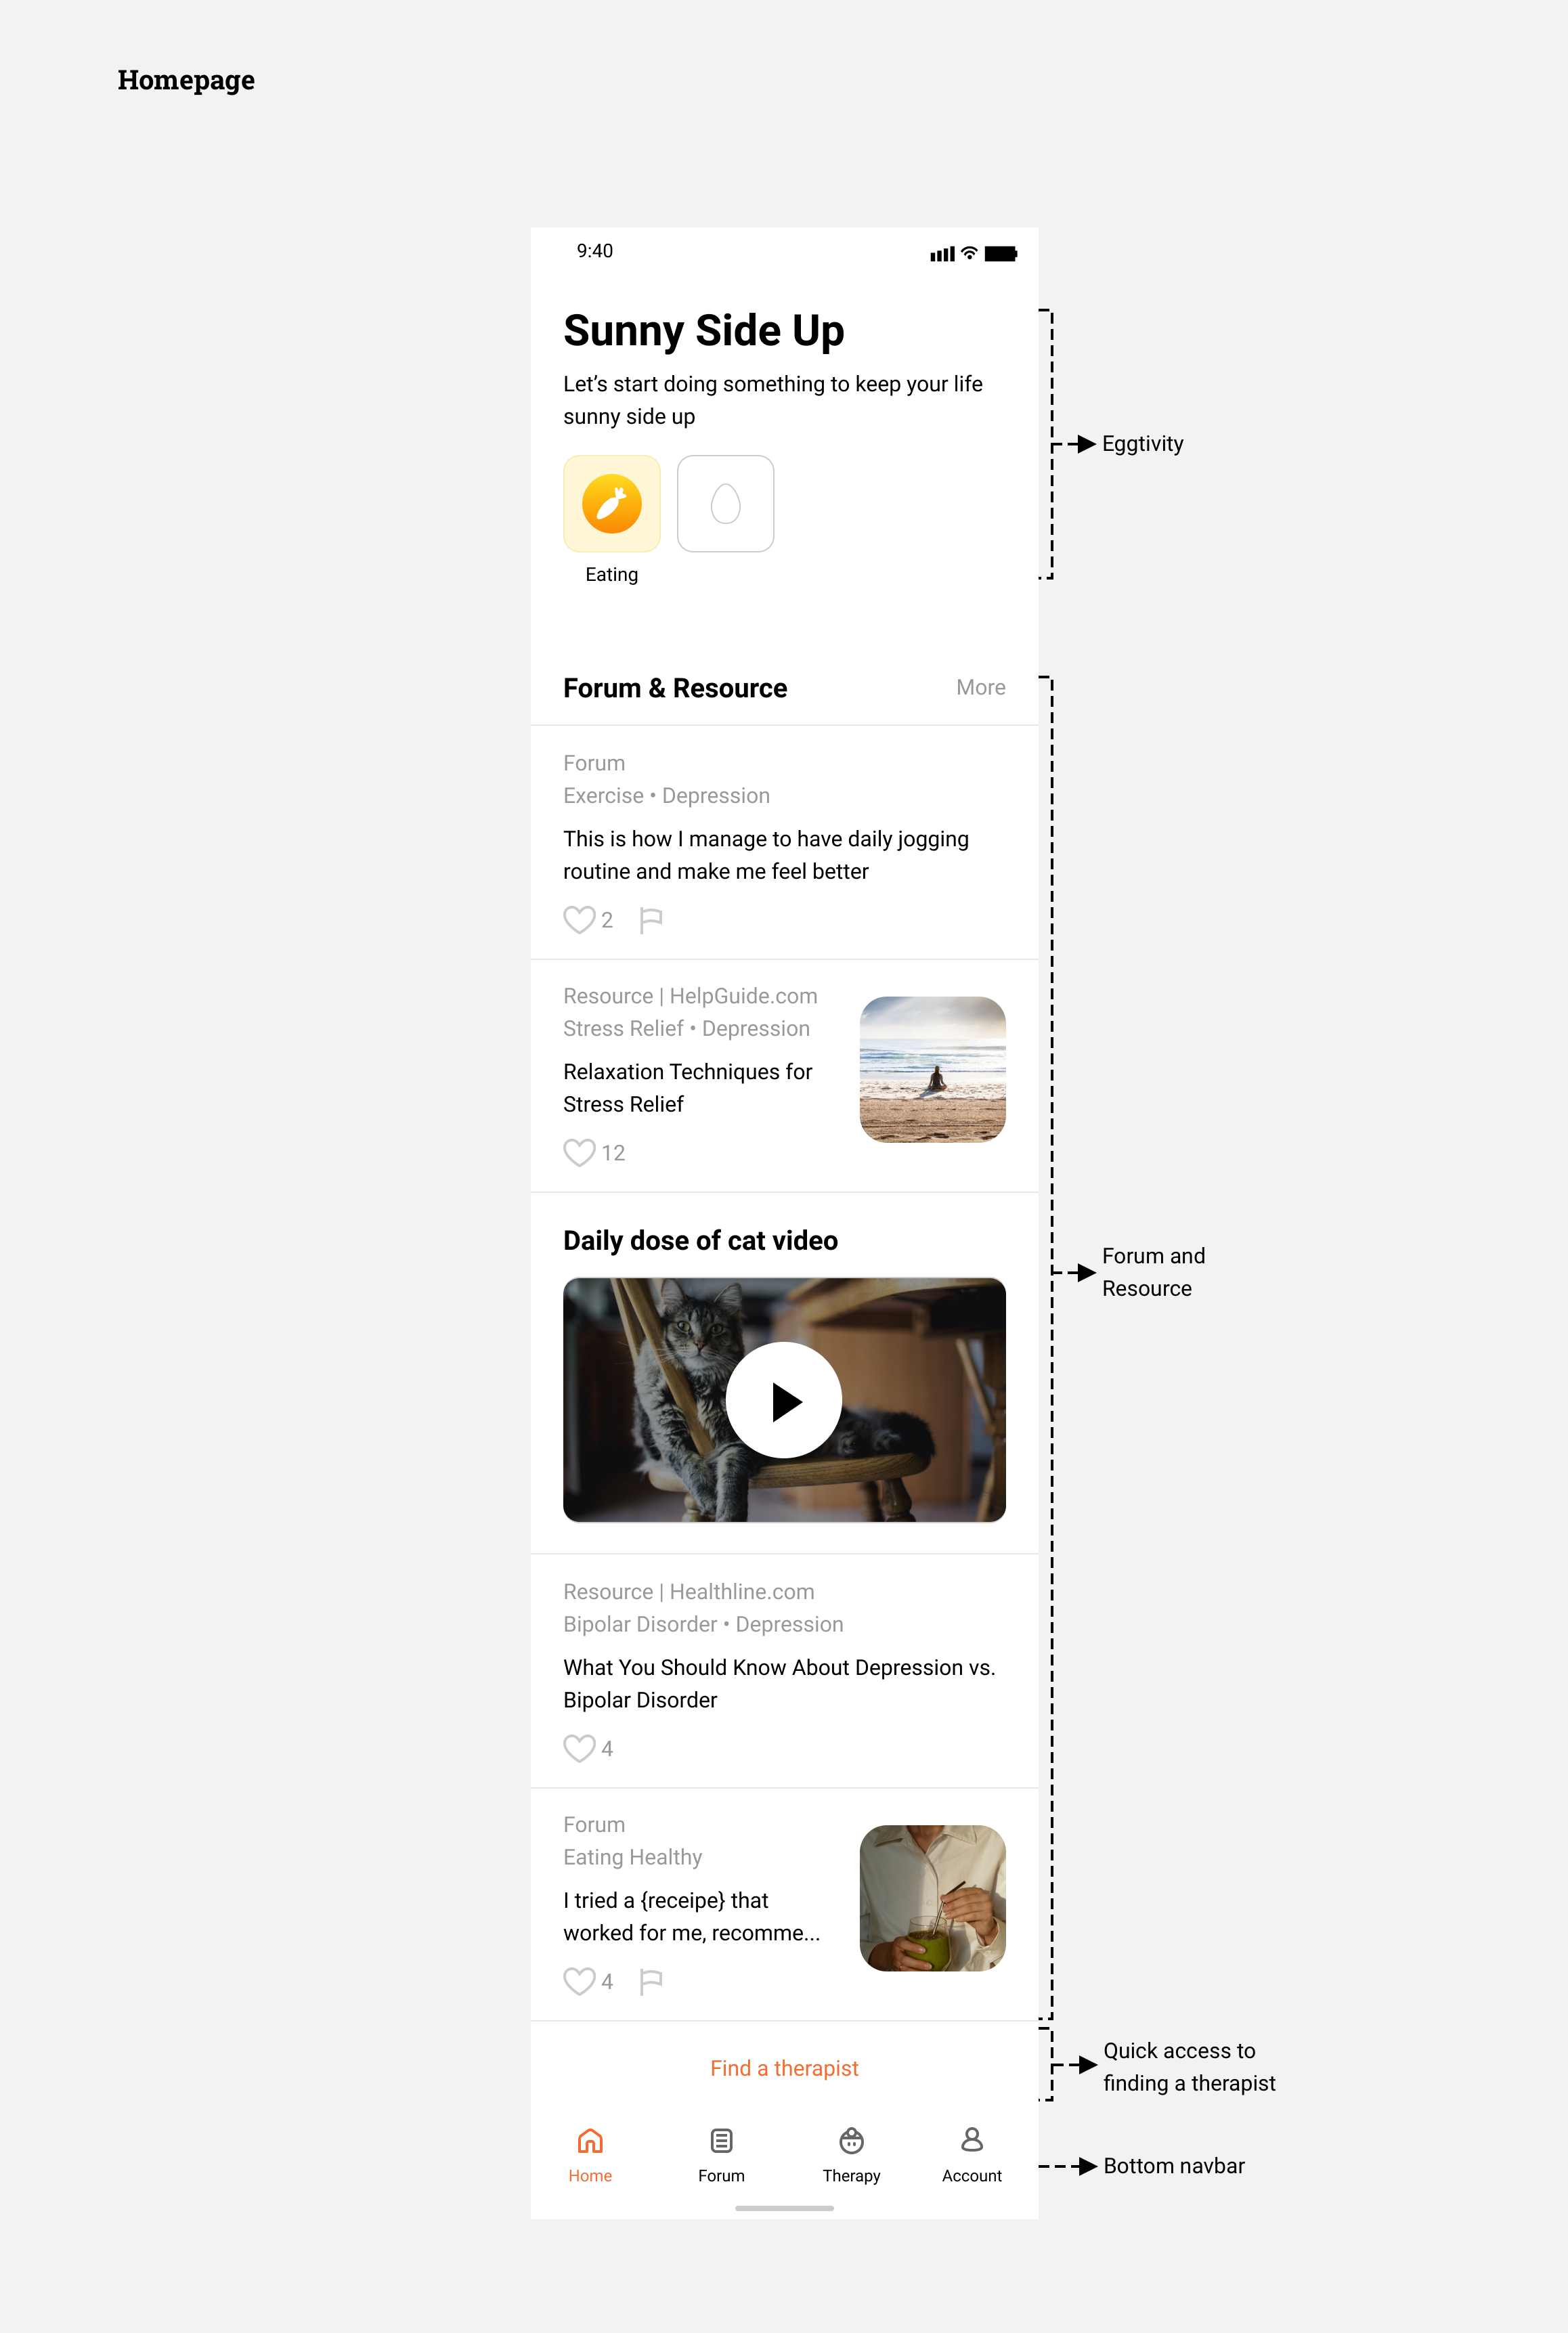 Homepage
9:40
Sunny Side Up
Let’s start doing something to keep your life
sunny side up
Eating
Eggtivity
Forum & Resource
More
Forum
Exercise • Depression
This is how I manage to have daily jogging
routine and make me feel better
2
Resource | HelpGuide.com
Stress Relief • Depression
Relaxation Techniques for
Stress Relief
12
Daily dose of cat video
Forum and
Resource
Resource | Healthline.com
Bipolar Disorder • Depression
What You Should Know About Depression vs.
Bipolar Disorder
4
Forum
Eating Healthy
I tried a {receipe} that
worked for me, recomme...
4
Find a therapist
Quick access to
finding a therapist
Home
Forum
Therapy
Account
Bottom navbar